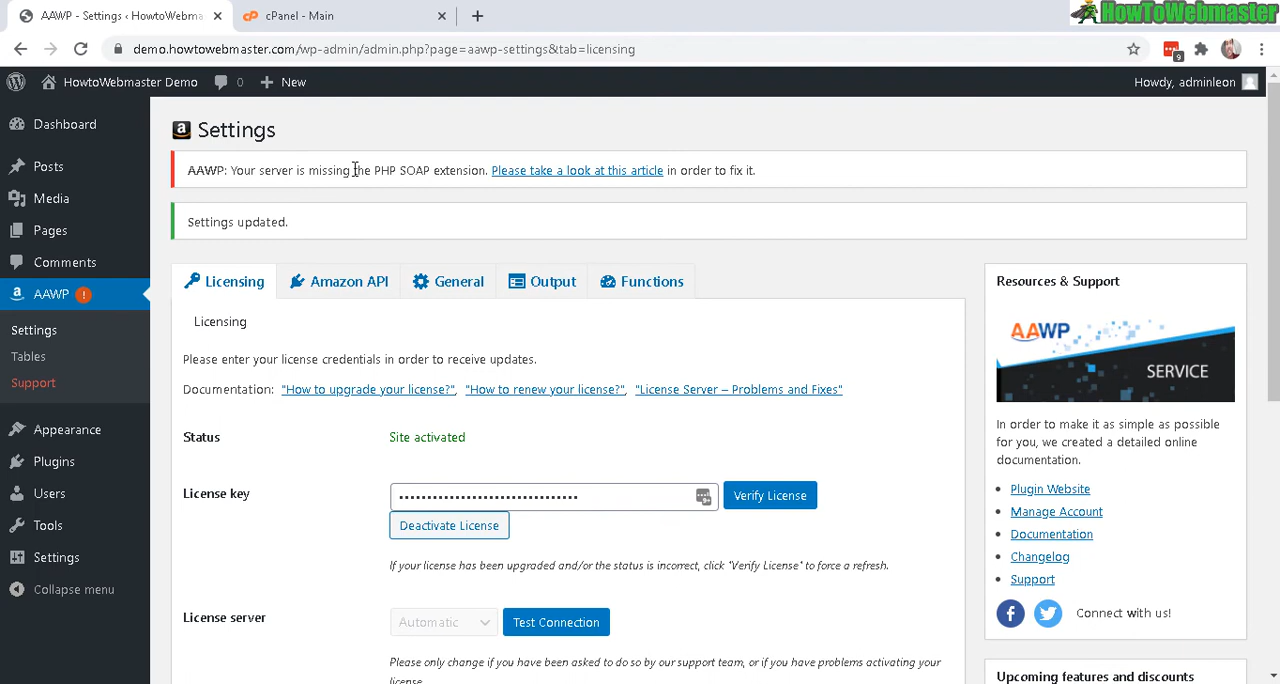 AAWP - Settings ‹ HowtoWebma
cPanel - Main
HowToWebmaster
demo.howtowebmaster.com/wp-admin/admin.php?page=aawp-settings&tab=licensing
9
HowtoWebmaster Demo
0
New
Howdy, adminleon
Dashboard
Posts
Media
Pages
Comments
AAWP !
Settings
Tables
Support
Appearance
Plugins
Users
Tools
Settings
Collapse menu
a Settings
AAWP: Your server is missing the PHP SOAP extension. Please take a look at this article in order to fix it.
Settings updated.
Licensing
Amazon API
General
Output
Functions
Licensing
Please enter your license credentials in order to receive updates.
Documentation: "How to upgrade your license?", "How to renew your license?", "License Server – Problems and Fixes"
Status
Site activated
License key
Verify License
Deactivate License
If your license has been upgraded and/or the status is incorrect, click "Verify License" to force a refresh.
License server
Automatic
Test Connection
Please only change if you have been asked to do so by our support team, or if you have problems activating your
license.
Resources & Support
AAWP
SERVICE
In order to make it as simple as possible
for you, we created a detailed online
documentation.
Plugin Website
Manage Account
Documentation
Changelog
Support
Connect with us!
Upcoming features and discounts